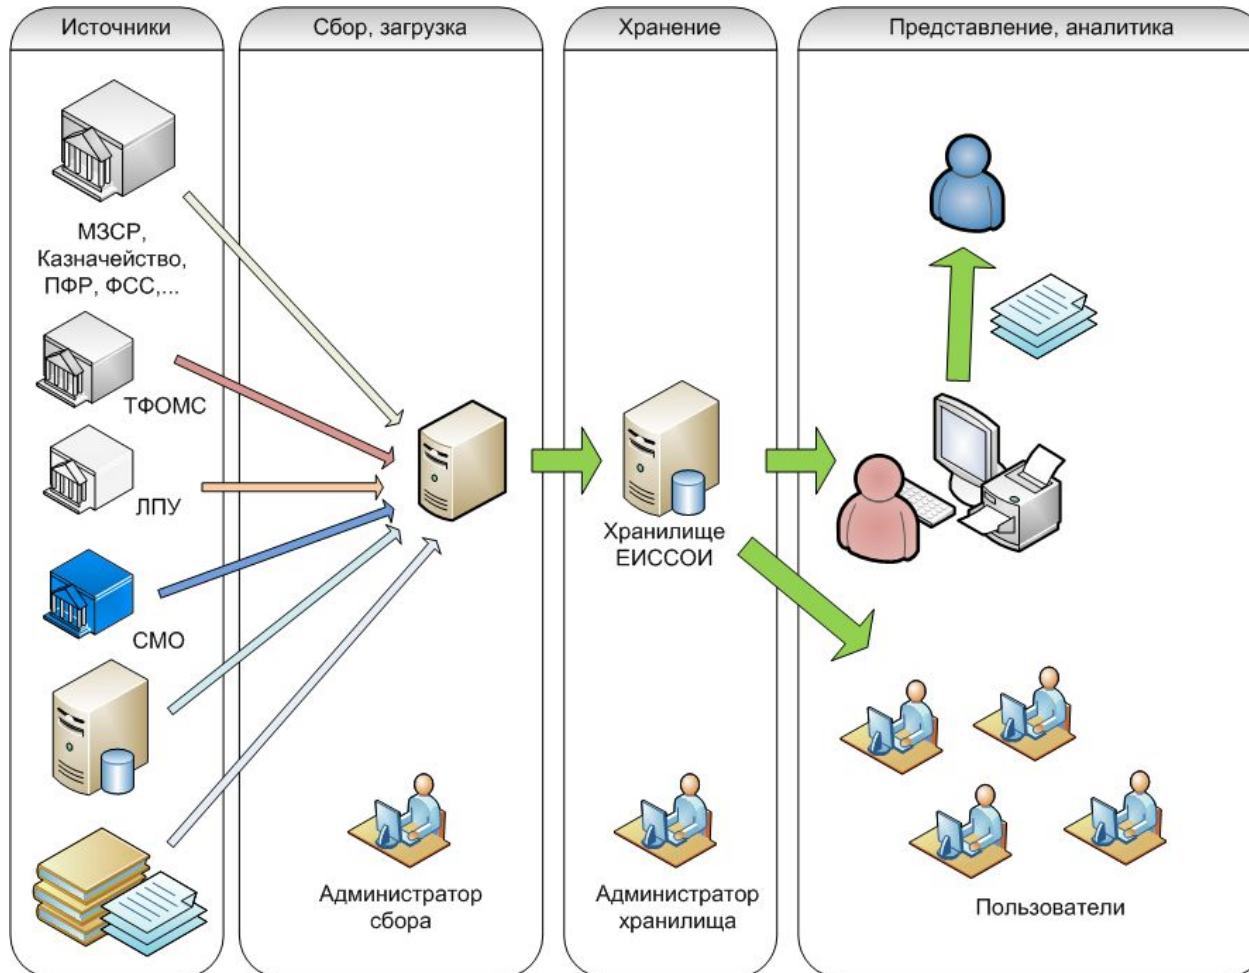 Источники
Сбор, загрузка
Хранение
Представление, аналитика
МЗСР,
Казначейство,
ПФР, ФСС,...
ТФОМС
ЛПУ
СМО
Хранилище
ЕИССОИ
Администратор
сбора
Администратор
хранилища
Пользователи